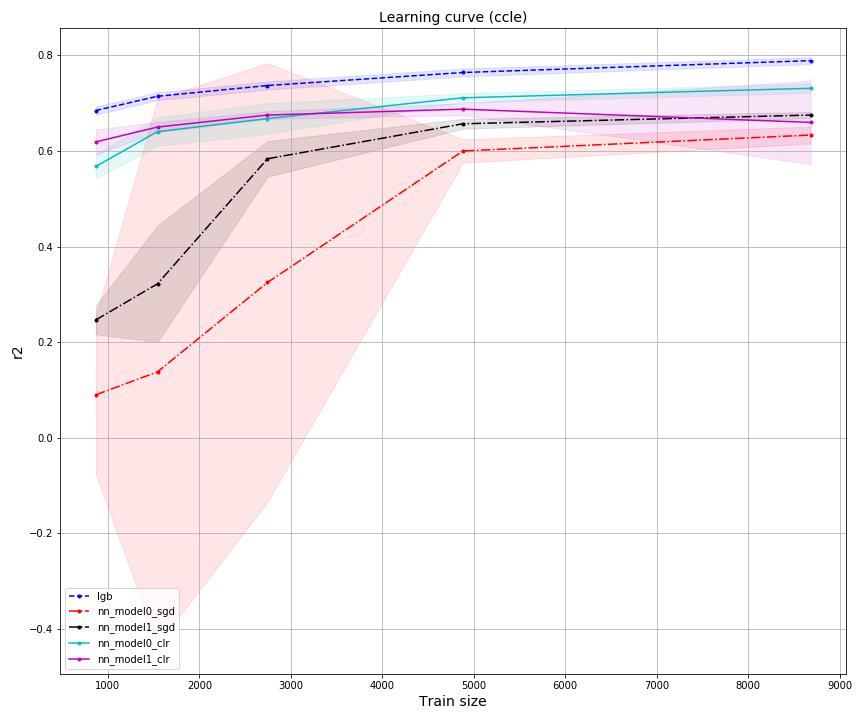 Learning curve (ccle)
r2
0.8
0.6
0.4
0.2
0.0
−0.2
−0.4
lgb
nn_model0_sgd
nn_model1_sgd
nn_model0_clr
nn_model1_clr
1000 2000 3000 4000 5000 6000 7000 8000 9000
Train size